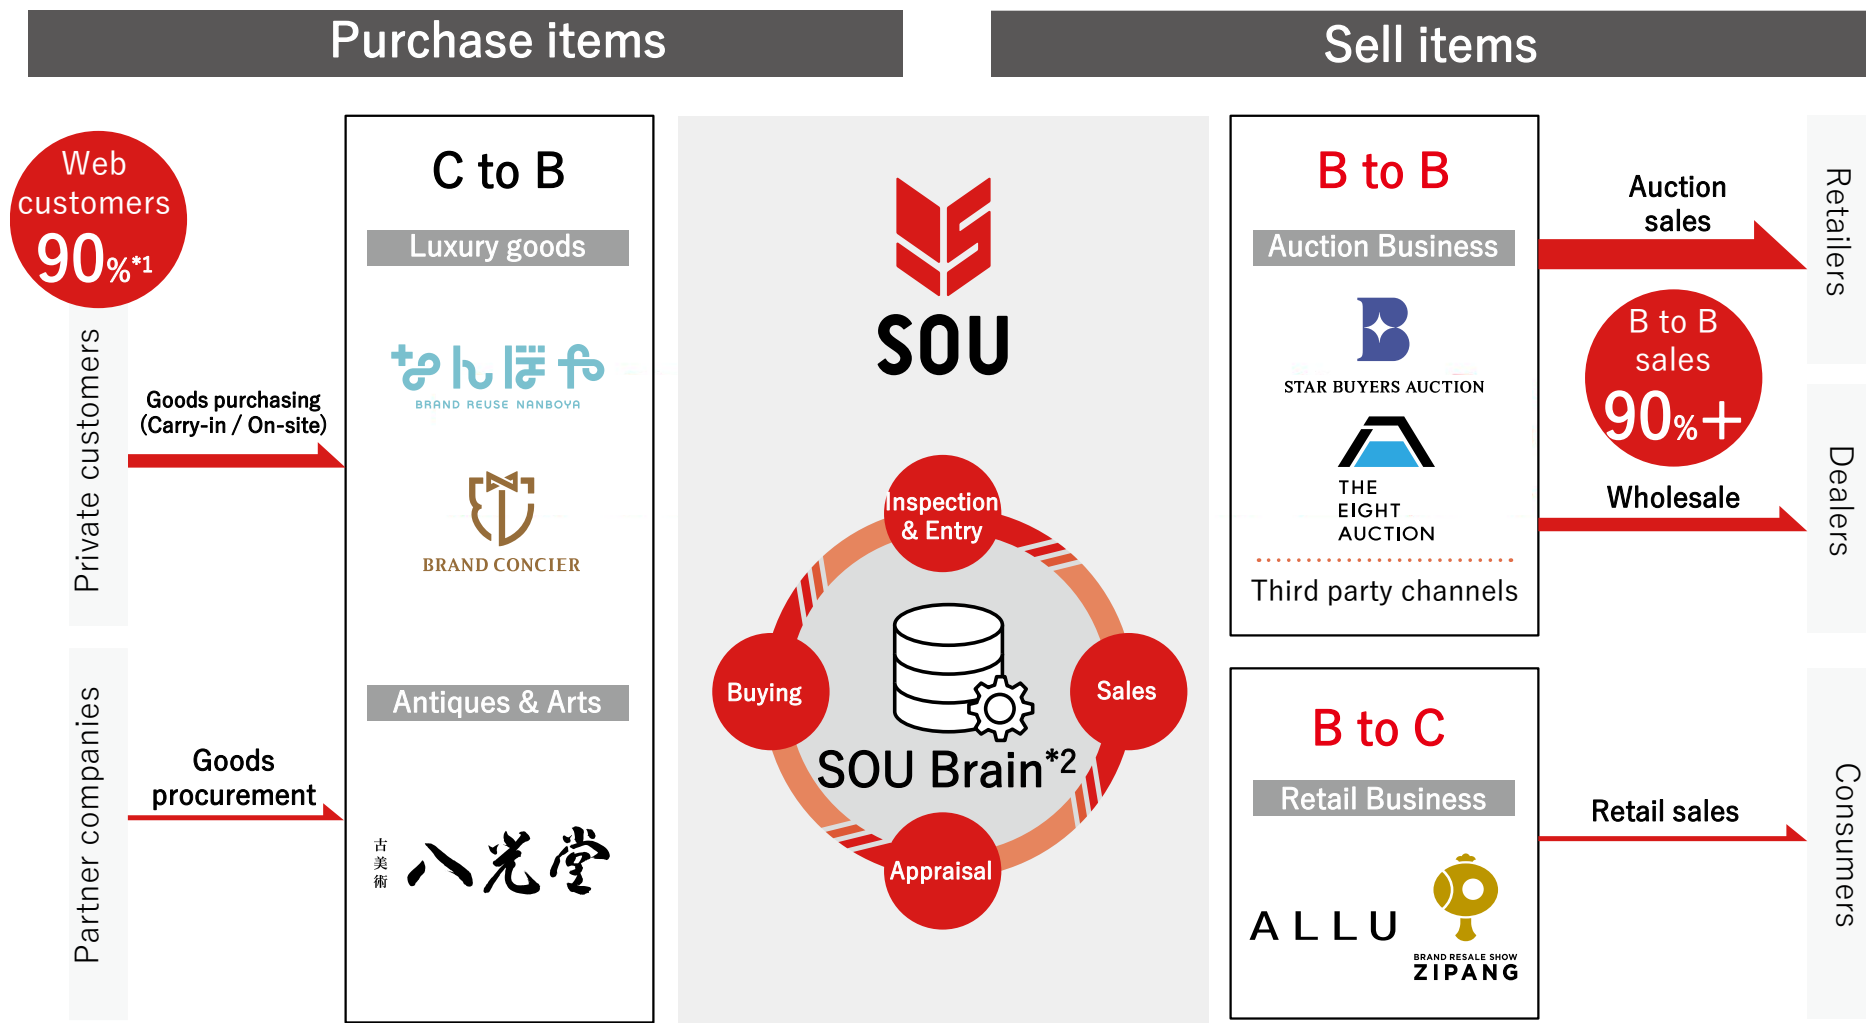 Purchase items
Sell items
Web
customers
90%*1
Private customers
Partner companies
Goods purchasing
(Carry-in / On-site)
Goods
procurement
C to B
Luxury goods
なんぼや
BRAND REUSE NANBOYA
BRAND CONCIER
Antiques & Arts
古美術
八光堂
SOU
Inspection
& Entry
Buying
Sales
SOU Brain*2
Appraisal
B to B
Auction Business
STAR BUYERS AUCTION
THE
EIGHT
AUCTION
Third party channels
B to C
Retail Business
ALLU
BRAND RESALE SHOW
ZIPANG
Auction
sales
B to B
sales
90%+
Wholesale
Retail sales
Retailers
Dealers
Consumers